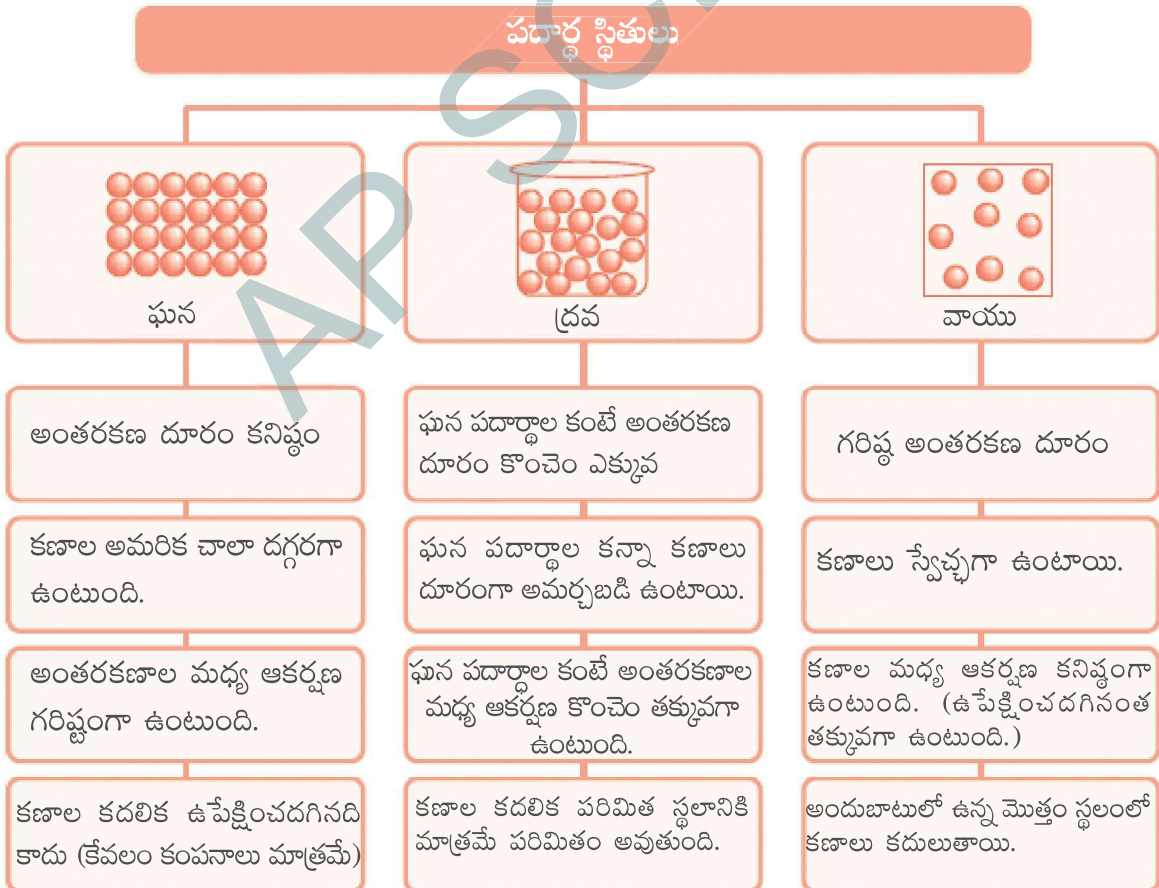 పదార్థ స్థితులు
ఘన
అంతరకణ దూరం కనిష్ఠం
కణాల అమరిక చాలా దగ్గరగా
ఉంటుంది.
అంతరకణాల మధ్య ఆకర్షణ
గరిష్టంగా ఉంటుంది.
కణాల కదలిక ఉపేక్షించదగినది
కాదు (కేవలం కంపనాలు మాత్రమే)
ద్రవ
ఘన పదార్థాల కంటే అంతరకణ
దూరం కొంచెం ఎక్కువ
ఘన పదార్థాల కన్నా కణాలు
దూరంగా అమర్చబడి ఉంటాయి.
ఘన పదార్ధాల కంటే అంతరకణాల
మధ్య ఆకర్షణ కొంచెం తక్కువగా
ఉంటుంది.
కణాల కదలిక పరిమిత స్థలానికి
మాత్రమే పరిమితం అవుతుంది.
వాయు
గరిష్ఠ అంతరకణ దూరం
కణాలు స్వేచ్ఛగా ఉంటాయి.
కణాల మధ్య ఆకర్షణ కనిష్ఠంగా
ఉంటుంది. (ఉపేక్షించదగినంత
తక్కువగా ఉంటుంది.)
అందుబాటులో ఉన్న మొత్తం స్థలంలో
కణాలు కదులుతాయి.
AP SC